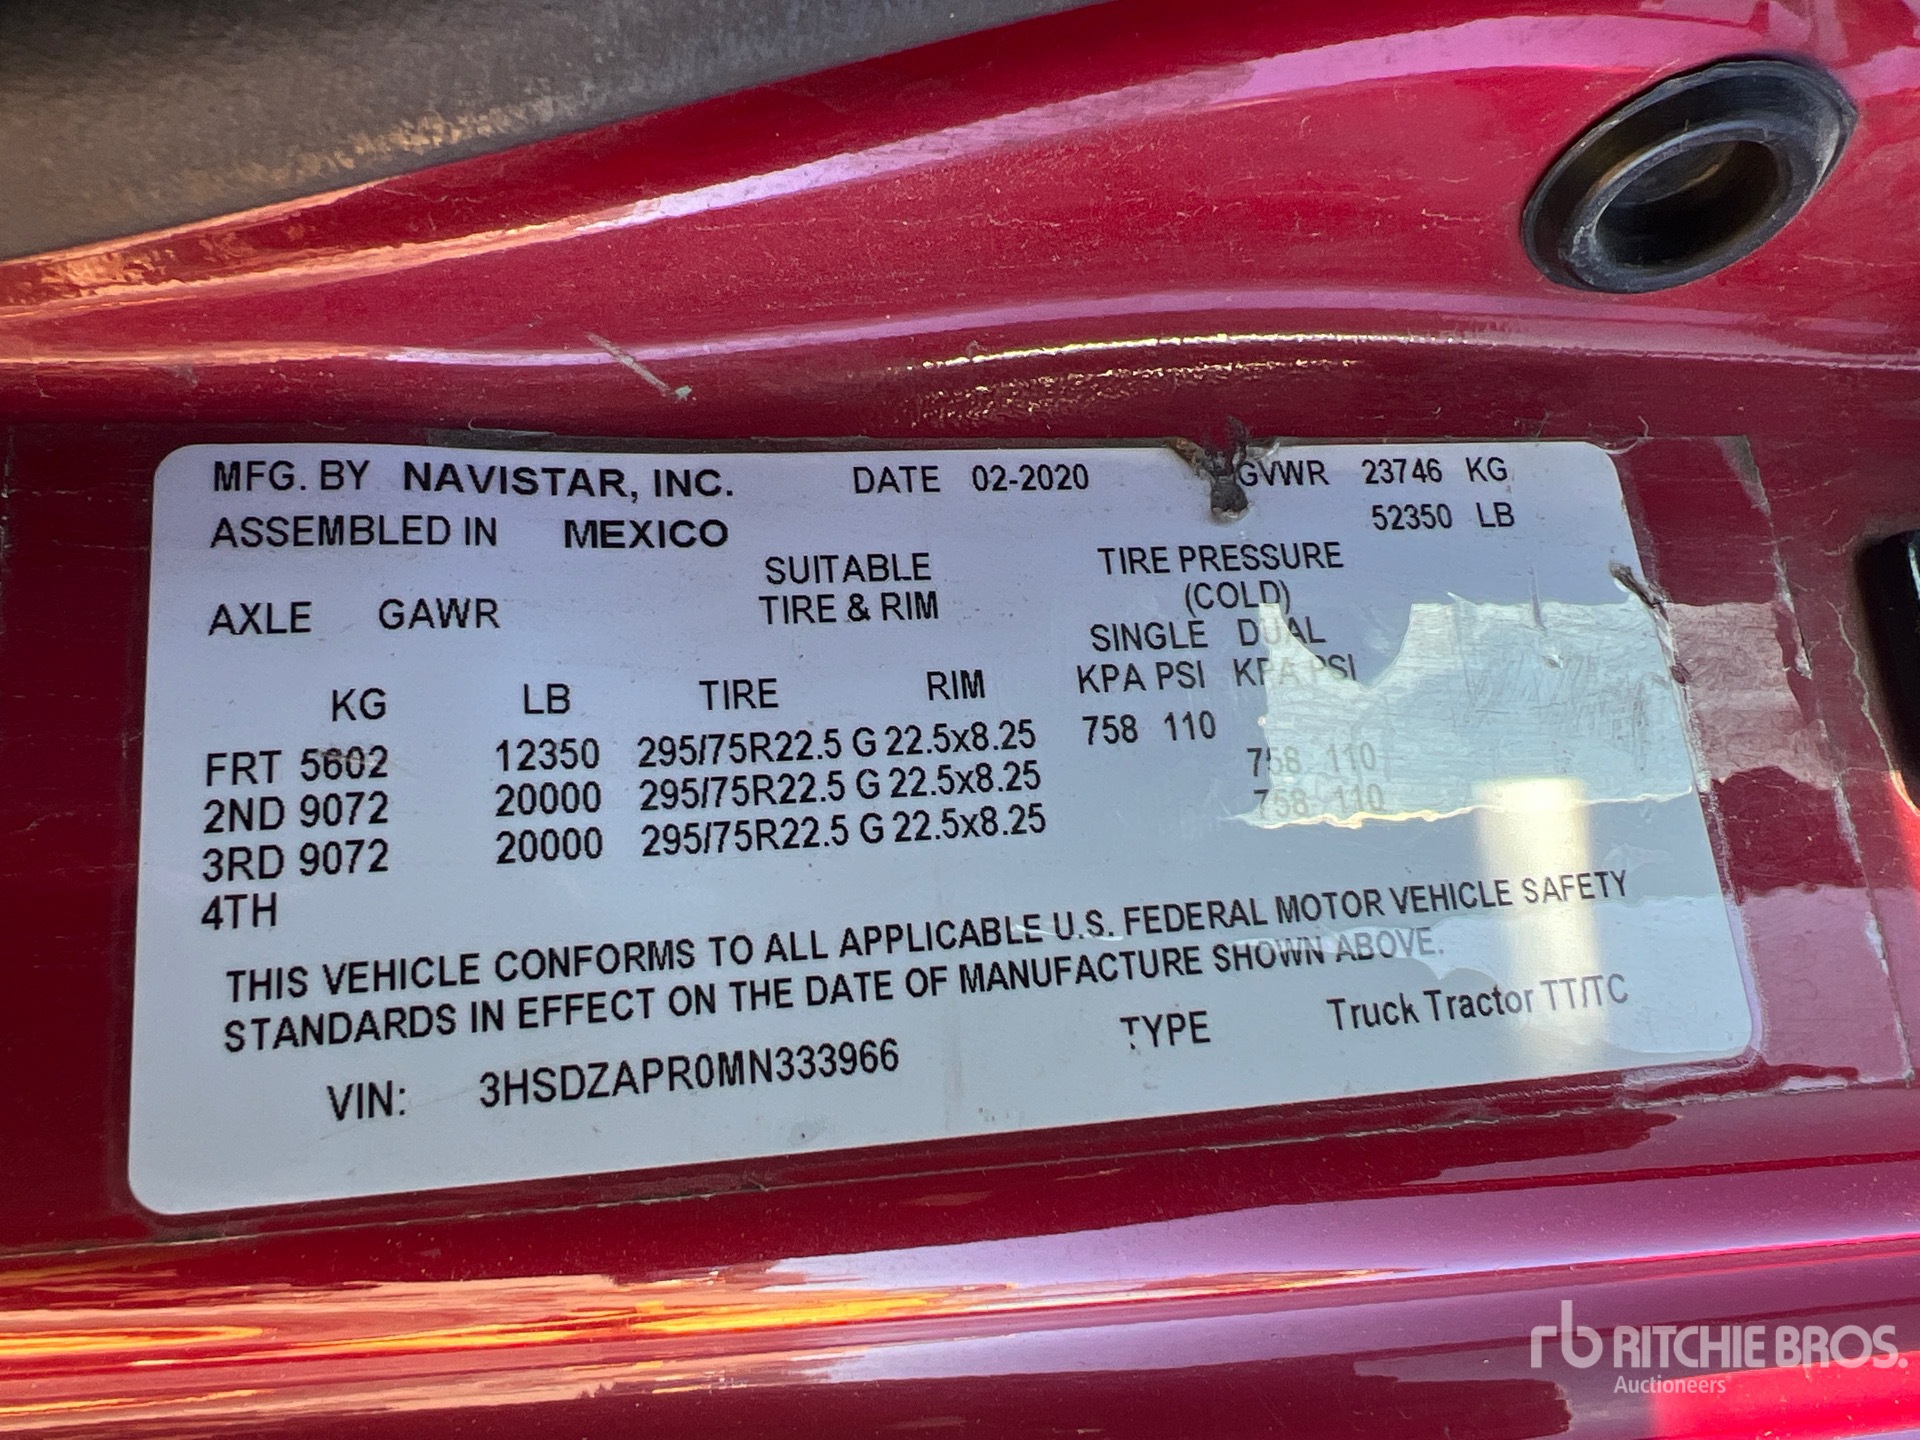 MFG. BY NAVISTAR, INC. DATE 02-2020 GVWR 23746 KG
ASSEMBLED IN MEXICO 52350 LB
SUITABLE TIRE PRESSURE
AXLE GAWR TIRE & RIM (COLD)
SINGLE DUAL
KG LB TIRE RIM KPA PSI KPA PSI
FRT 5602 12350 295/75R22.5 G 22.5x8.25 758 110
2ND 9072 20000 295/75R22.5 G 22.5x8.25 758 110
3RD 9072 20000 295/75R22.5 G 22.5x8.25 758 110
4TH
THIS VEHICLE CONFORMS TO ALL APPLICABLE U.S. FEDERAL MOTOR VEHICLE SAFETY
STANDARDS IN EFFECT ON THE DATE OF MANUFACTURE SHOWN ABOVE.
VIN: 3HSDZAPR0MN333966 TYPE Truck Tractor TT/TC
rb RITCHIE BROS.
Auctioneers